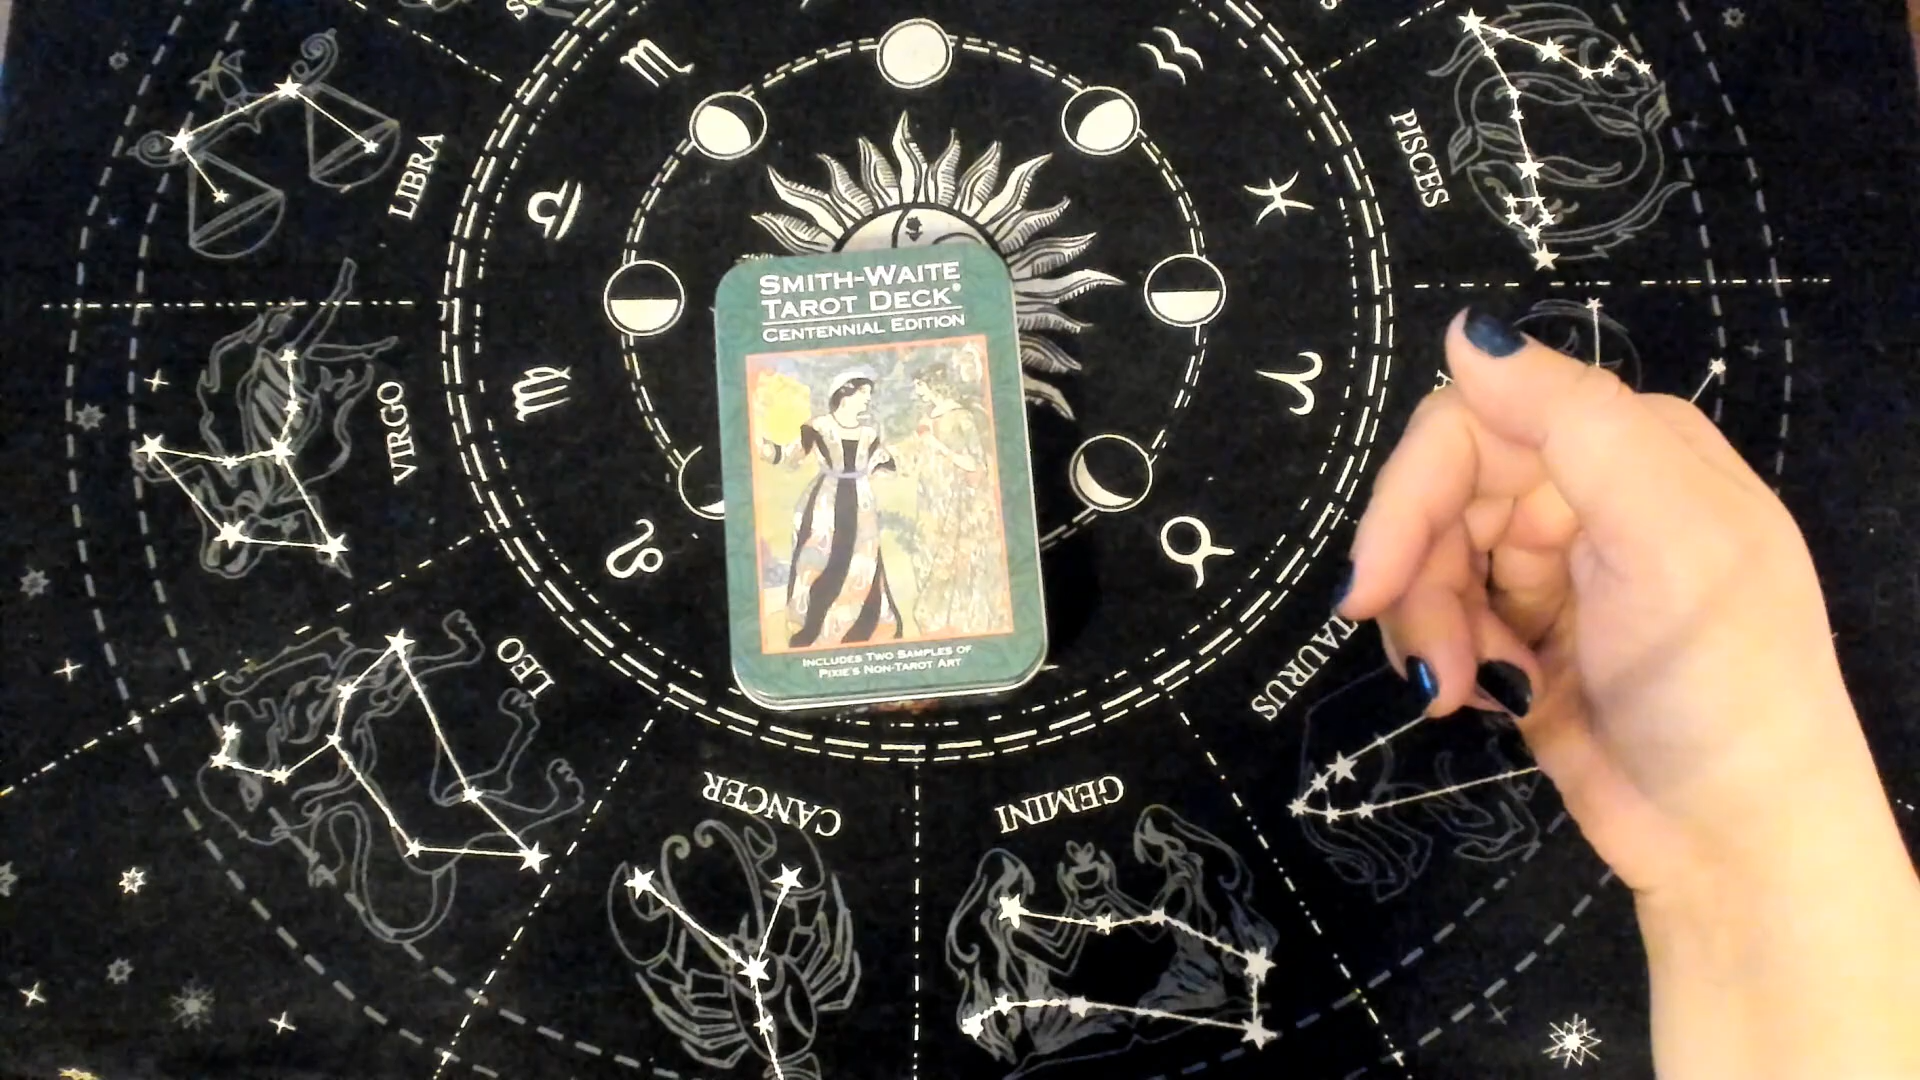 LIBRA
PISCES
SMITH-WAITE
TAROT DECK®
CENTENNIAL EDITION
VIRGO
INCLUDES TWO SAMPLES OF
PIXIE'S NON-TAROT ART
LEO
TAURUS
CANCER
GEMINI